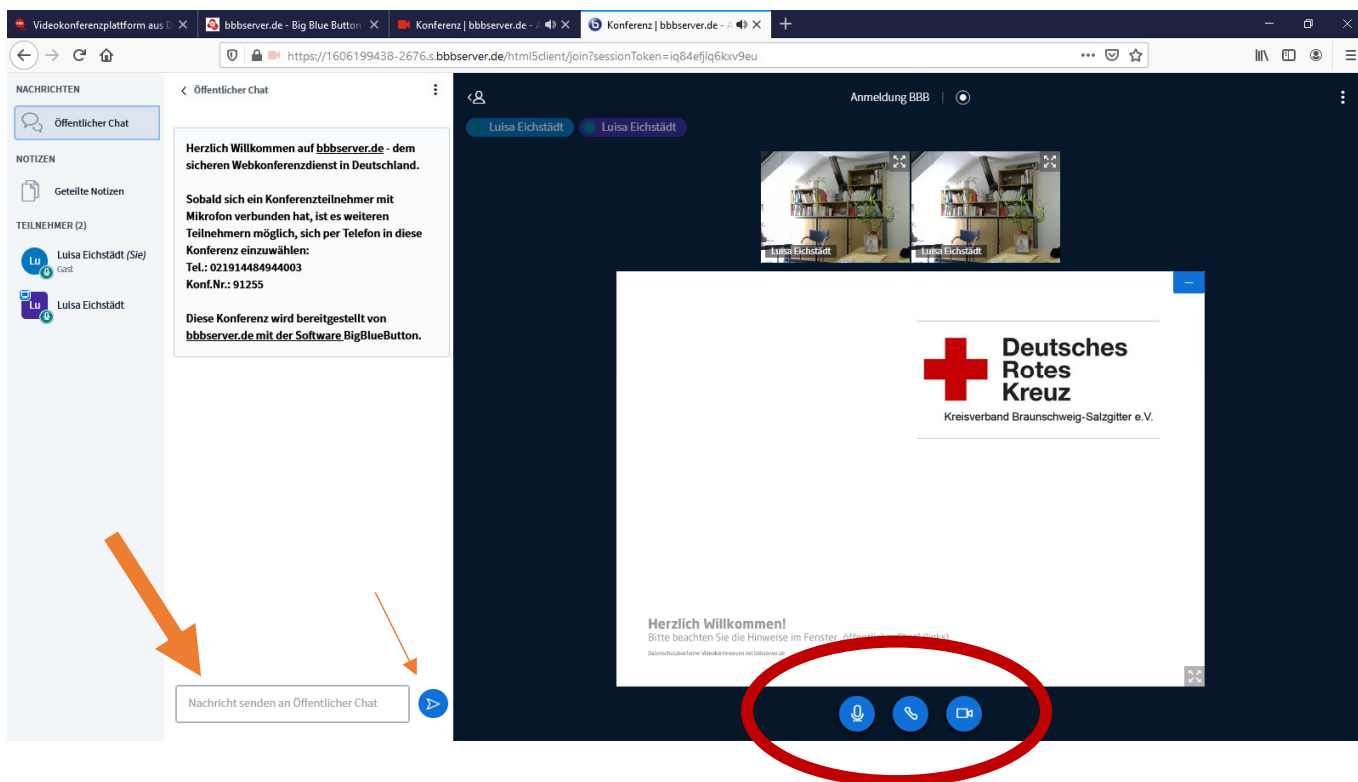 Videokonferenzplattform aus D
bbbserver.de - Big Blue Button
Konferenz | bbbserver.de - A
Konferenz | bbbserver.de - A
https://1606199438-2676.s.bbbserver.de/html5client/join?sessionToken=
NACHRICHTEN
Öffentlicher Chat
NOTIZEN
Geteilte Notizen
TEILNEHMER (2)
Lu
Luisa Eichstädt (Sie)
Gast
Lu
Luisa Eichstädt
Öffentlicher Chat
Herzlich Willkommen auf bbbserver.de - dem
sicheren Webkonferenzdienst in Deutschland.
Sobald sich ein Konferenzteilnehmer mit
Mikrofon verbunden hat, ist es weiteren
Teilnehmern möglich, sich per Telefon in diese
Konferenz einzuwählen:
Tel.: 021914484944003
Konf.Nr.: 91255
Diese Konferenz wird bereitgestellt von
bbbserver.de mit der Software BigBlueButton.
Nachricht senden an Öffentlicher Chat
Anmeldung BBB
Luisa Eichstädt
Luisa Eichstädt
Luisa Eichstädt
Luisa Eichstädt
Deutsches
Rotes
Kreuz
Kreisverband Braunschweig-Salzgitter e.V.
Herzlich Willkommen!
Bitte beachten Sie die Hinweise im Fenster „öffentlicher Chat“ (links)
Datenschutzkonforme Videokonferenzen mit bbbserver.de